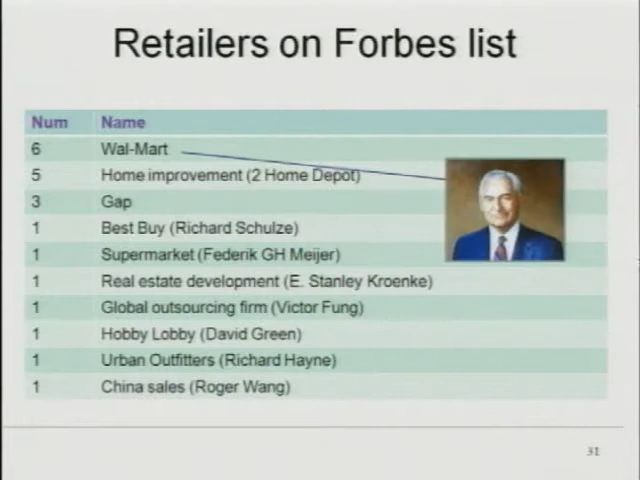 Retailers on Forbes list
Num Name
6 Wal-Mart
5 Home improvement (2 Home Depot)
3 Gap
1 Best Buy (Richard Schulze)
1 Supermarket (Federik GH Meijer)
1 Real estate development (E. Stanley Kroenke)
1 Global outsourcing firm (Victor Fung)
1 Hobby Lobby (David Green)
1 Urban Outfitters (Richard Hayne)
1 China sales (Roger Wang)
31